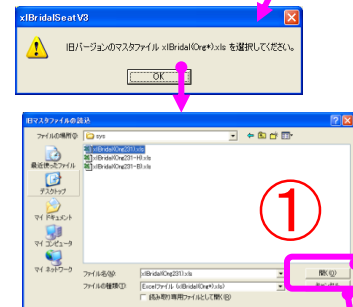 xlBridalSeatV3
旧バージョンのマスタファイル xlBridal(Org*).xls を選択してください。
OK
旧マスタファイルの読込
ファイルの場所(I):
sys
xlBridal(Org231).xls
xlBridal(Org231-H).xls
xlBridal(Org231-B).xls
最近使ったファイル
デスクトップ
マイ ドキュメント
マイ コンピュータ
マイ ネットワーク
①
ファイル名(N):
xlBridal(Org231).xls
開く(O)
ファイルの種類(T):
Excelファイル (xlBridal(Org*).xls)
キャンセル
読み取り専用ファイルとして開く(R)